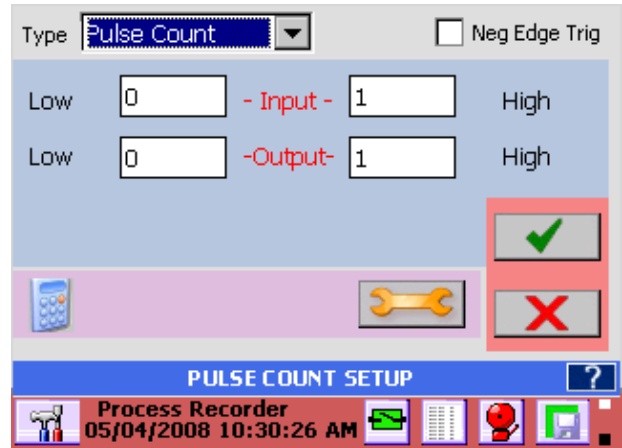 Type Pulse Count Neg Edge Trig
Low 0 - Input - 1 High
Low 0 -Output- 1 High
PULSE COUNT SETUP ?
Process Recorder
05/04/2008 10:30:26 AM